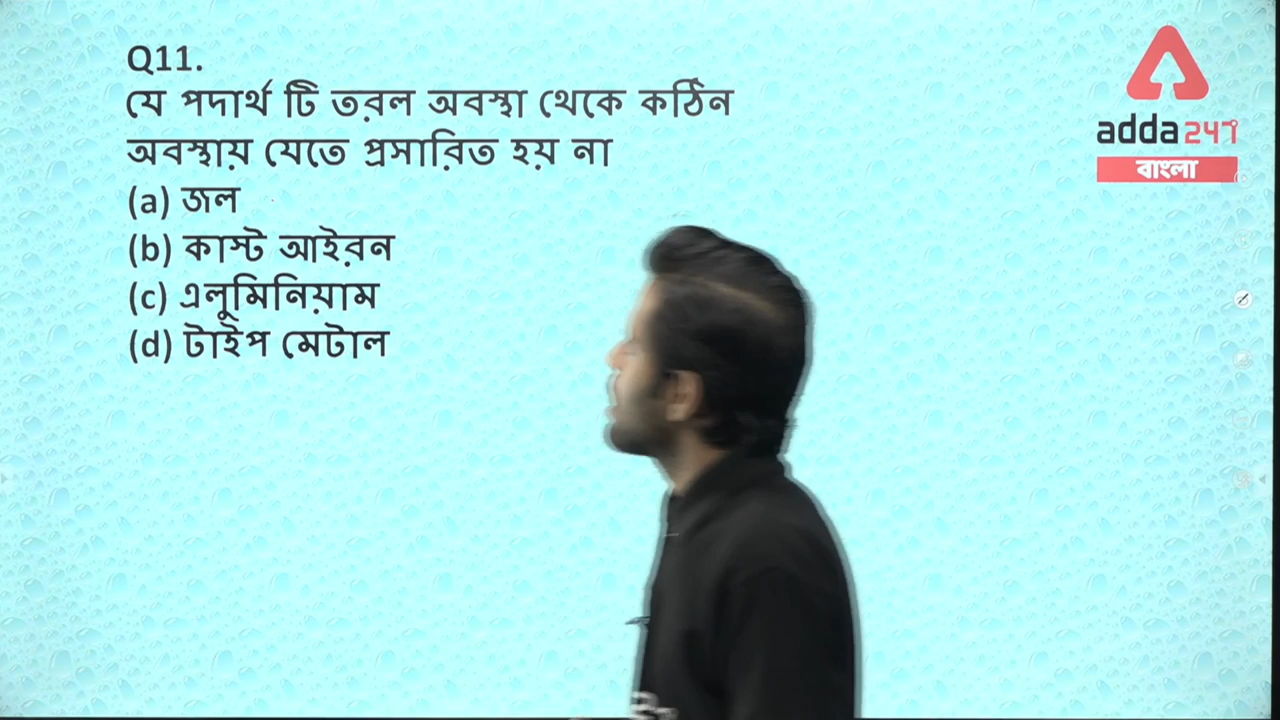 Q11.
যে পদার্থ টি তরল অবস্থা থেকে কঠিন
অবস্থায় যেতে প্রসারিত হয় না
(a) জল
(b) কাস্ট আইরন
(c) এলুমিনিয়াম
(d) টাইপ মেটাল
adda247
বাংলা